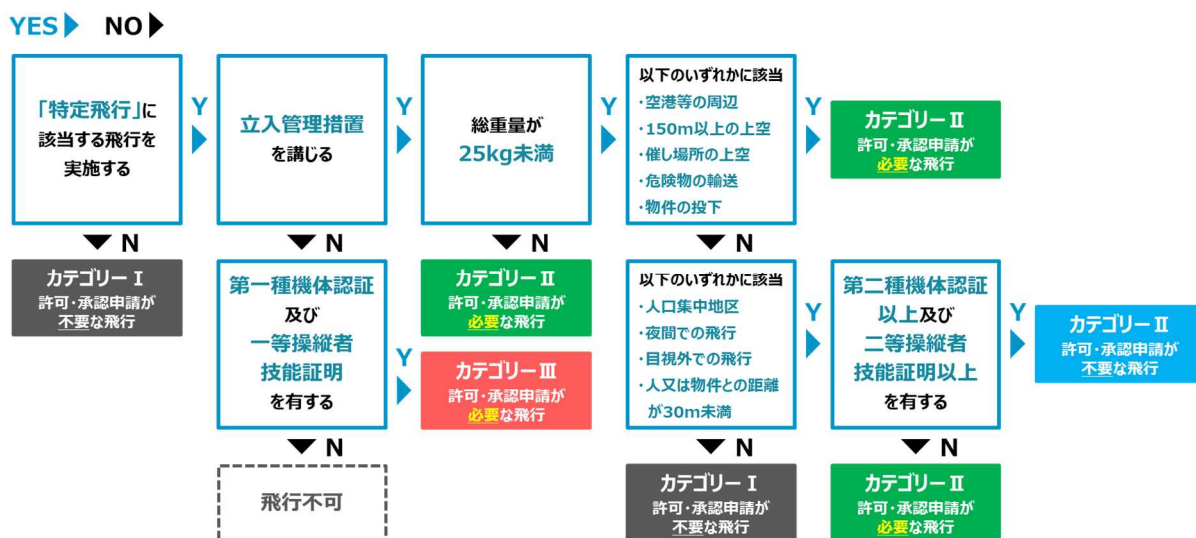 YES NO
「特定飛行」に
該当する飛行を
実施する
Y
立入管理措置
を講じる
Y
総重量が
25kg未満
Y
以下のいずれかに該当
・空港等の周辺
・150m以上の上空
・催し場所の上空
・危険物の輸送
・物件の投下
Y
カテゴリーⅡ
許可・承認申請が
必要な飛行
N
N
N
N
カテゴリーⅠ
許可・承認申請が
不要な飛行
第一種機体認証
及び
一等操縦者
技能証明
を有する
Y
カテゴリーⅡ
許可・承認申請が
必要な飛行
カテゴリーⅢ
許可・承認申請が
必要な飛行
以下のいずれかに該当
・人口集中地区
・夜間での飛行
・目視外での飛行
・人又は物件との距離
が30m未満
Y
第二種機体認証
以上及び
二等操縦者
技能証明以上
を有する
Y
カテゴリーⅡ
許可・承認申請が
不要な飛行
N
N
N
飛行不可
カテゴリーⅠ
許可・承認申請が
不要な飛行
カテゴリーⅡ
許可・承認申請が
必要な飛行